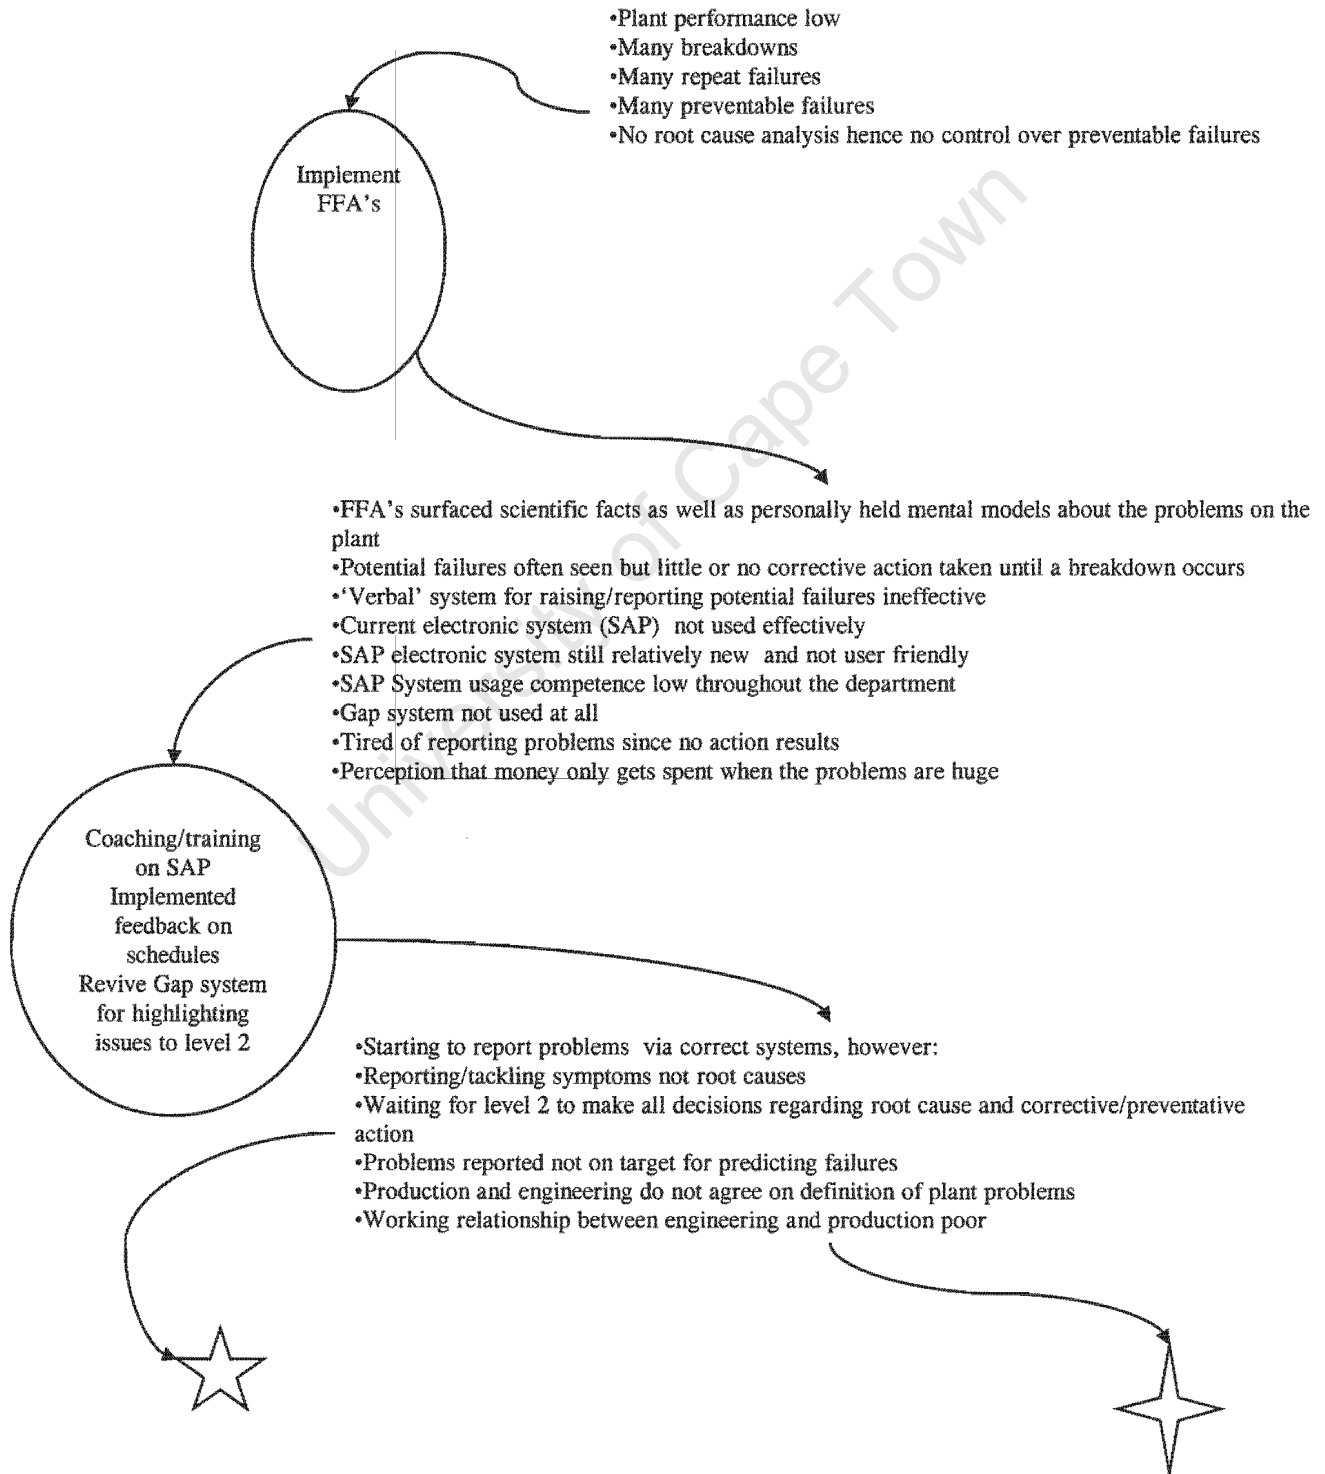 •Plant performance low
•Many breakdowns
•Many repeat failures
•Many preventable failures
•No root cause analysis hence no control over preventable failures
Implement
FFA's
•FFA's surfaced scientific facts as well as personally held mental models about the problems on the
plant
•Potential failures often seen but little or no corrective action taken until a breakdown occurs
•'Verbal' system for raising/reporting potential failures ineffective
•Current electronic system (SAP) not used effectively
•SAP electronic system still relatively new and not user friendly
•SAP System usage competence low throughout the department
•Gap system not used at all
•Tired of reporting problems since no action results
•Perception that money only gets spent when the problems are huge
Coaching/training
on SAP
Implemented
feedback on
schedules
Revive Gap system
for highlighting
issues to level 2
•Starting to report problems via correct systems, however:
•Reporting/tackling symptoms not root causes
•Waiting for level 2 to make all decisions regarding root cause and corrective/preventative
action
•Problems reported not on target for predicting failures
•Production and engineering do not agree on definition of plant problems
•Working relationship between engineering and production poor
University of Cape Town